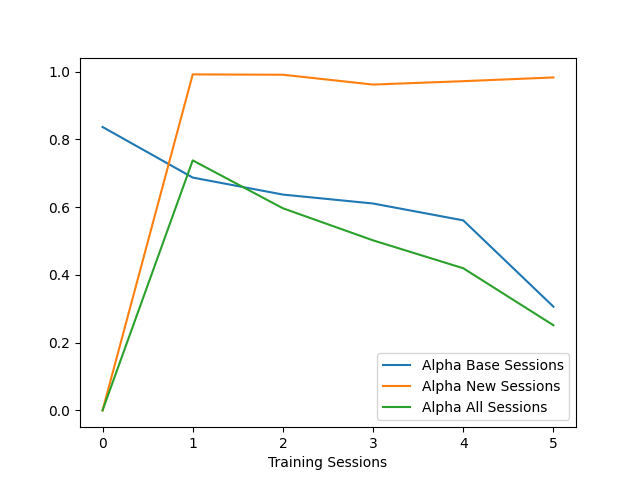 1.0
0.8
0.6
0.4
0.2
0.0
Alpha Base Sessions
Alpha New Sessions
Alpha All Sessions
0 1 2 3 4 5
Training Sessions